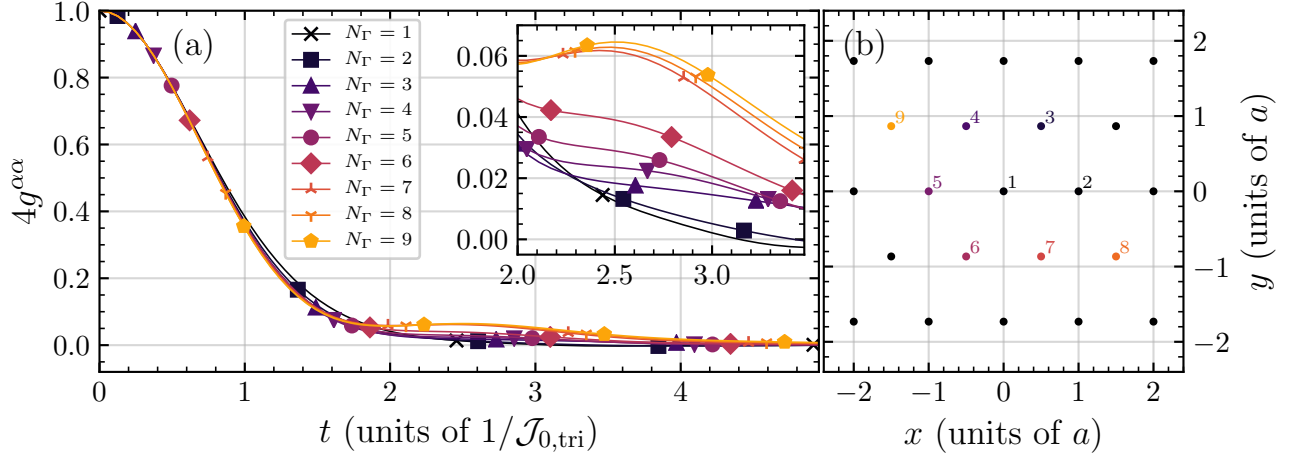 (a)
4g^{αα}
1.0
0.8
0.6
0.4
0.2
0.0
0
1
2
3
4
t (units of 1/𝒥_{0,tri})
N_Γ = 1
N_Γ = 2
N_Γ = 3
N_Γ = 4
N_Γ = 5
N_Γ = 6
N_Γ = 7
N_Γ = 8
N_Γ = 9
0.06
0.04
0.02
0.00
2.0
2.5
3.0
(b)
9
4
3
5
1
2
6
7
8
−2
−1
0
1
2
x (units of a)
2
1
0
−1
−2
y (units of a)